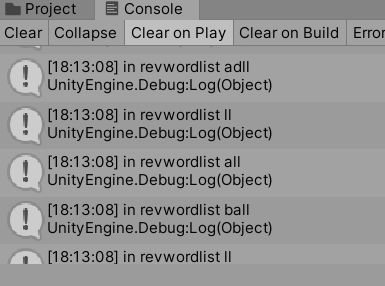 Project Console
Clear Collapse Clear on Play Clear on Build Error
[18:13:08] in revwordlist adll
UnityEngine.Debug:Log(Object)
[18:13:08] in revwordlist ll
UnityEngine.Debug:Log(Object)
[18:13:08] in revwordlist all
UnityEngine.Debug:Log(Object)
[18:13:08] in revwordlist ball
UnityEngine.Debug:Log(Object)
[18:13:08] in revwordlist ll